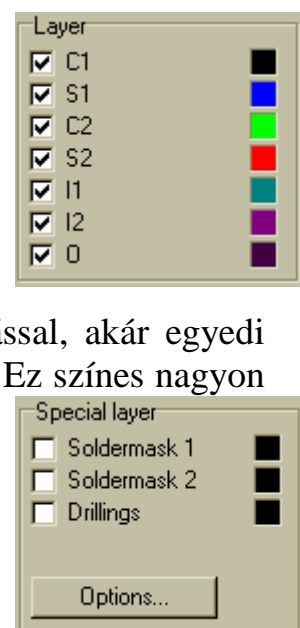 Layer
C1
S1
C2
S2
I1
I2
O
ással, akár egyedi
Ez színes nagyon
Special layer
Soldermask 1
Soldermask 2
Drillings
Options...